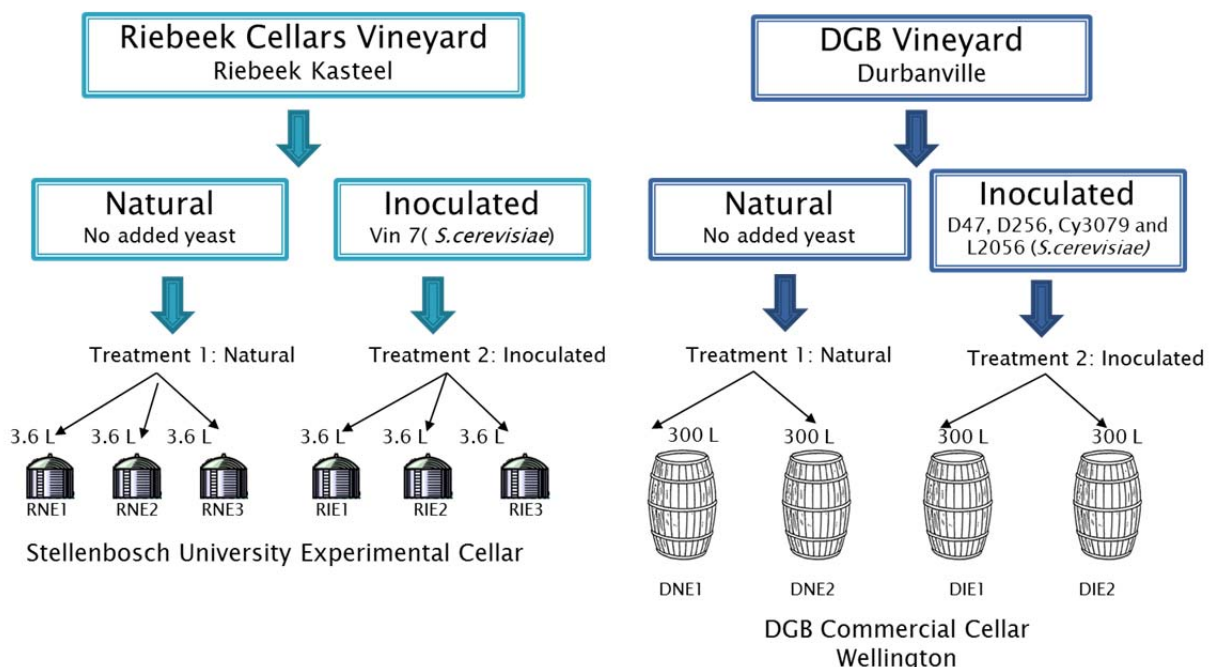 Riebeek Cellars Vineyard
Riebeek Kasteel
Natural
No added yeast
Inoculated
Vin 7( S.cerevisiae)
Treatment 1: Natural
Treatment 2: Inoculated
3.6 L
3.6 L
3.6 L
3.6 L
3.6 L
3.6 L
RNE1
RNE2
RNE3
RIE1
RIE2
RIE3
Stellenbosch University Experimental Cellar
DGB Vineyard
Durbanville
Natural
No added yeast
Inoculated
D47, D256, Cy3079 and
L2056 (S.cerevisiae)
Treatment 1: Natural
Treatment 2: Inoculated
300 L
300 L
300 L
300 L
DNE1
DNE2
DIE1
DIE2
DGB Commercial Cellar
Wellington